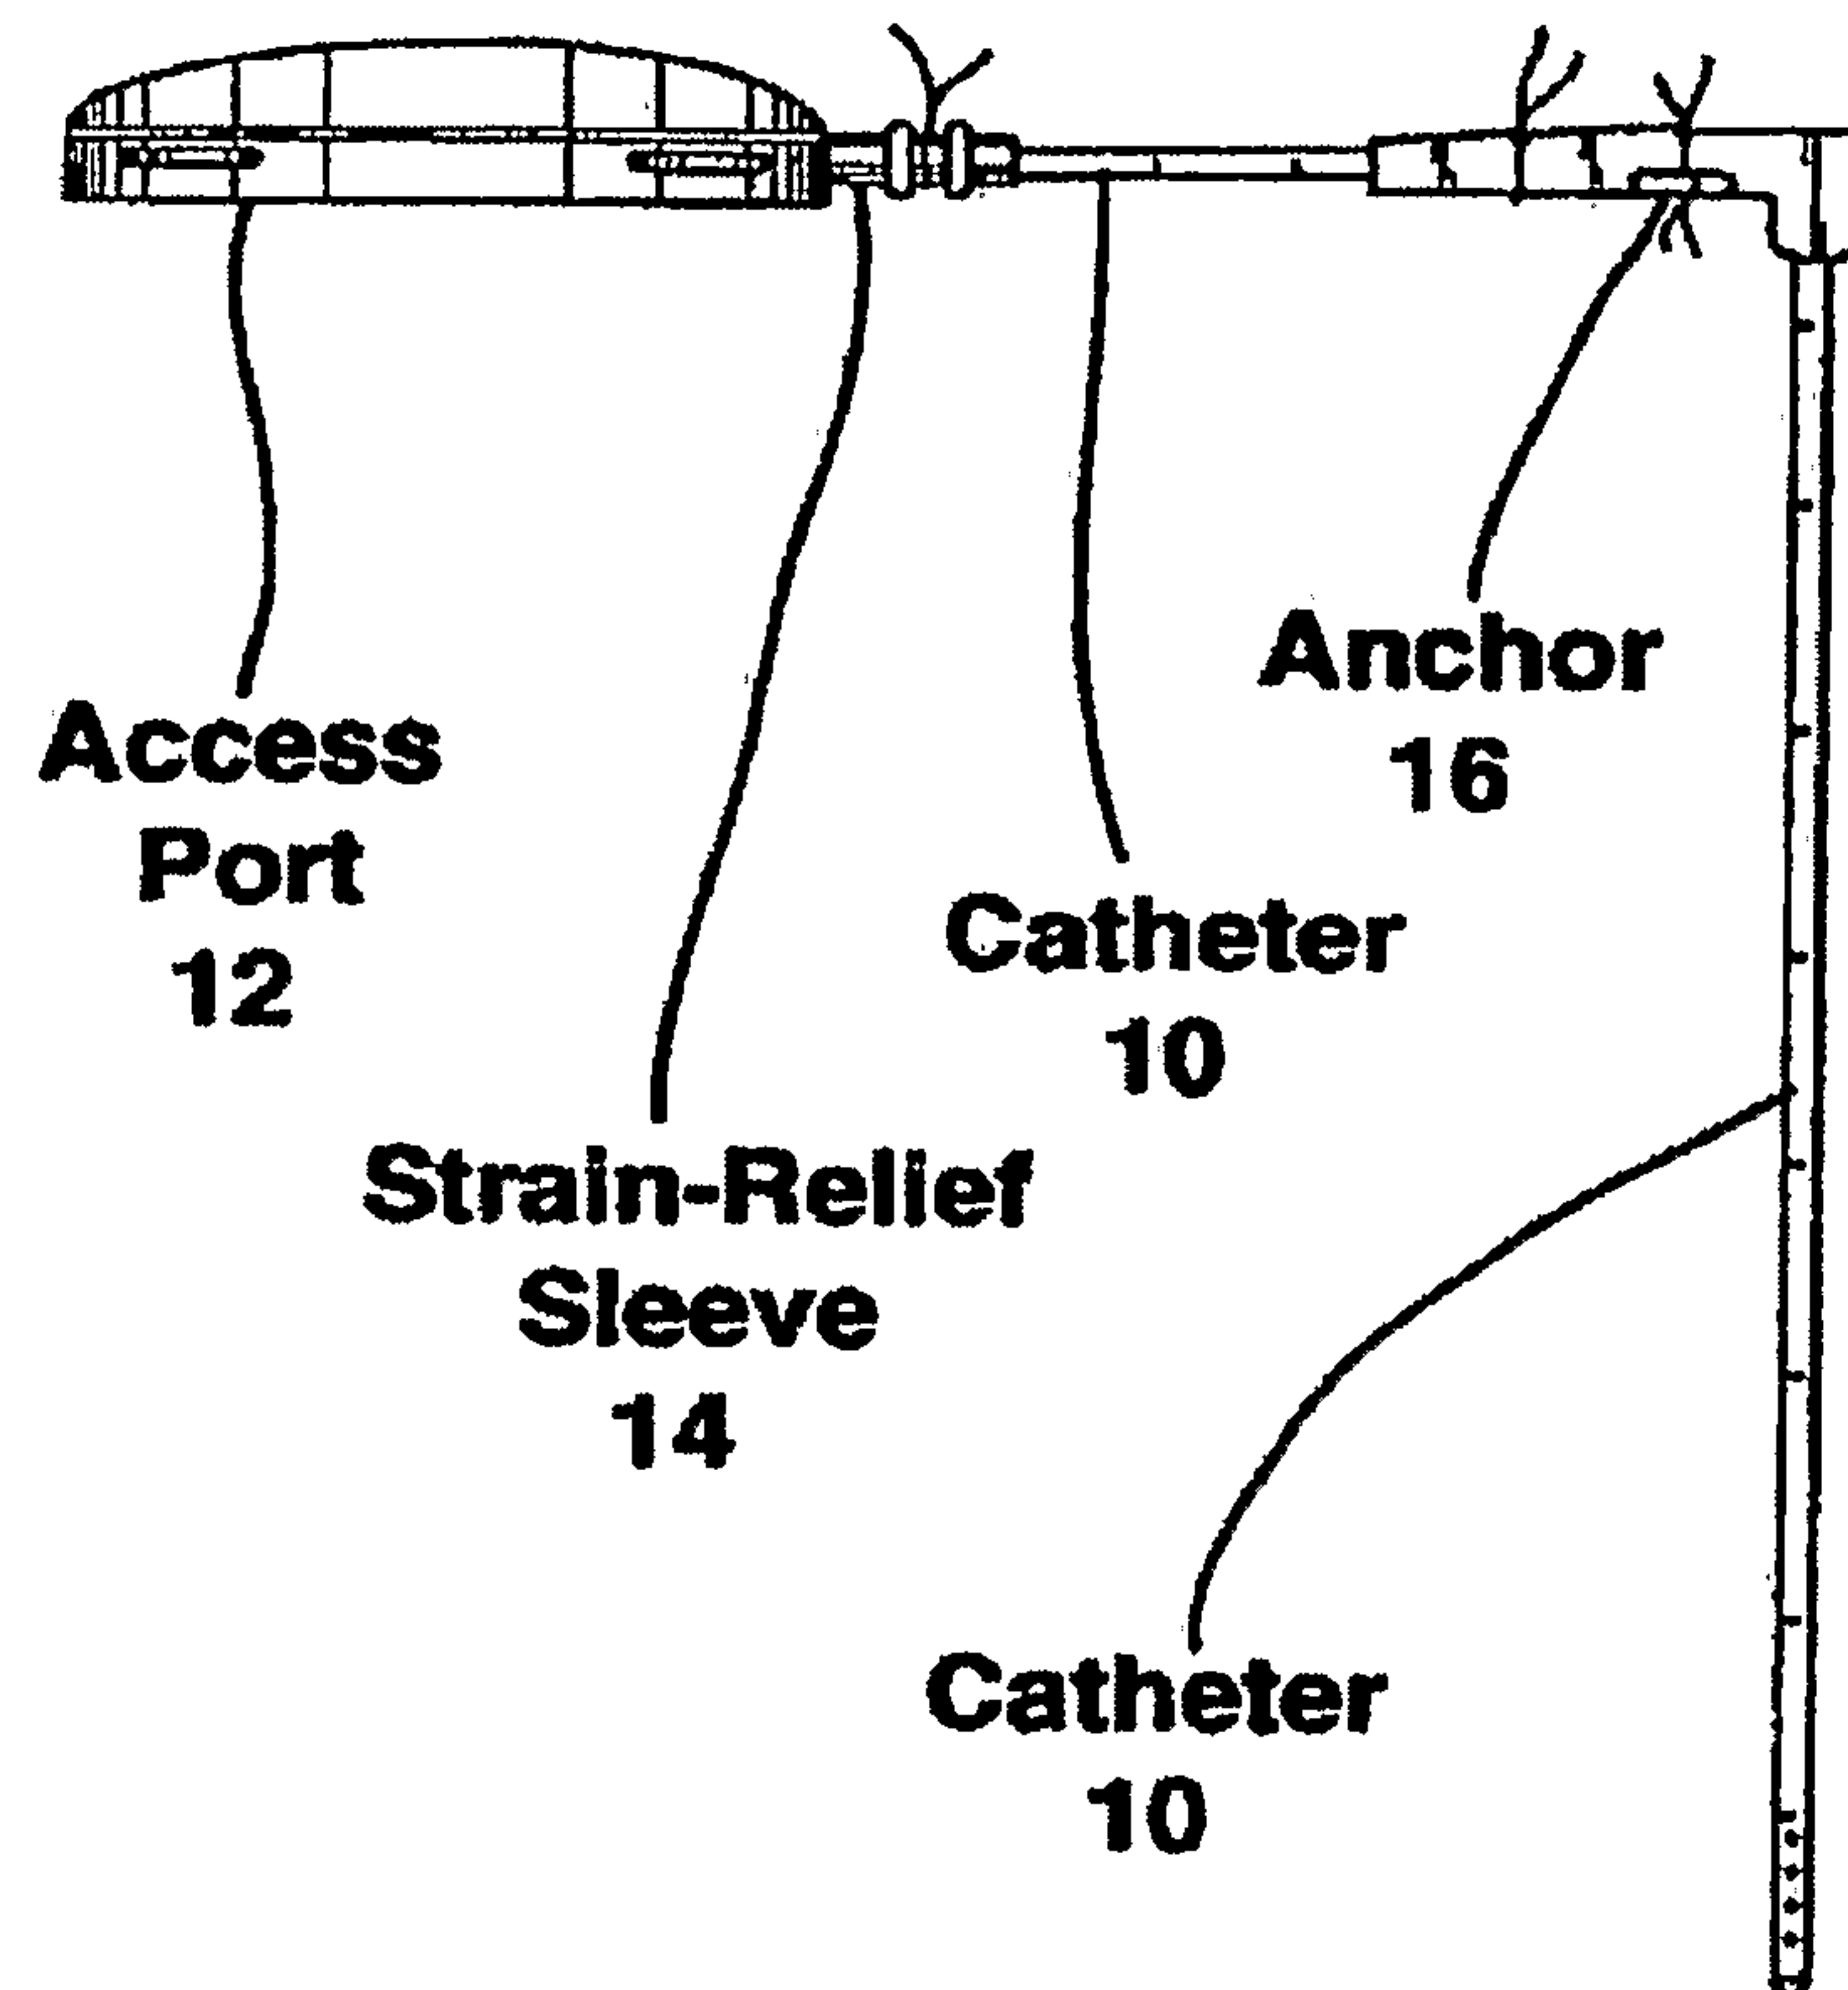 Access
Port
12
Strain-Relief
Sleeve
14
Catheter
10
Anchor
16
Catheter
10